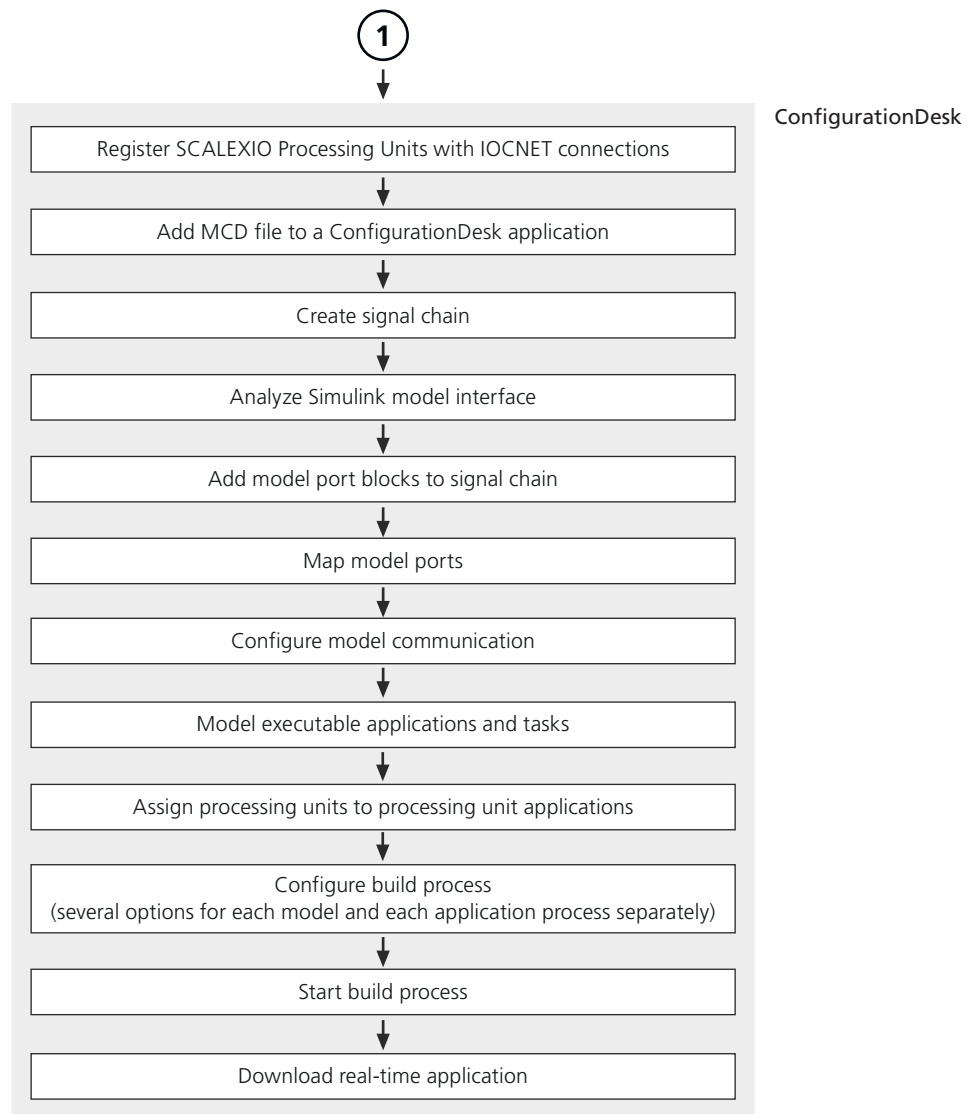 1
ConfigurationDesk
Register SCALEXIO Processing Units with IOCNET connections
Add MCD file to a ConfigurationDesk application
Create signal chain
Analyze Simulink model interface
Add model port blocks to signal chain
Map model ports
Configure model communication
Model executable applications and tasks
Assign processing units to processing unit applications
Configure build process
(several options for each model and each application process separately)
Start build process
Download real-time application